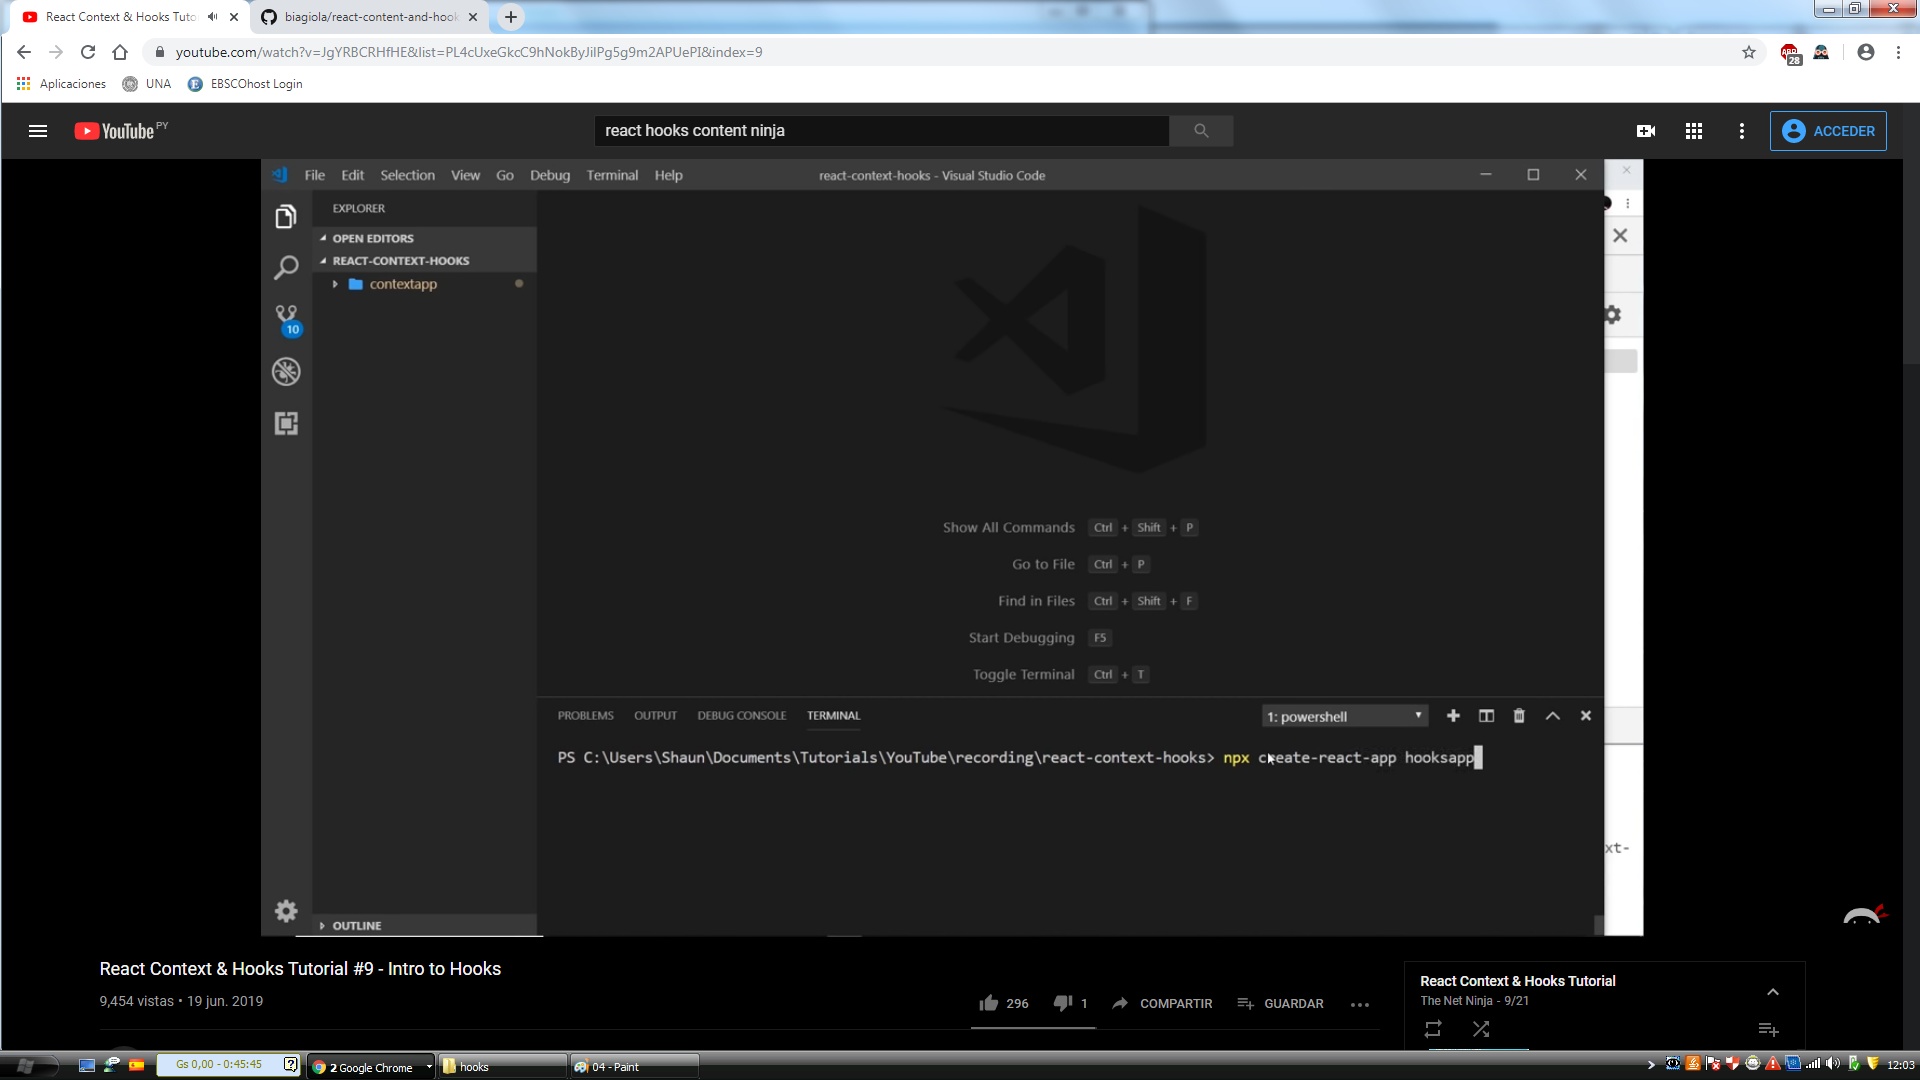 React Context & Hooks Tuto
biagiola/react-content-and-hook
youtube.com/watch?v=JgYRBCRHfHE&list=PL4cUxeGkcC9hNokByJilPg5g9m2APUePI&index=9
ABP
28
Aplicaciones
UNA
EBSCOhost Login
YouTube PY
react hooks content ninja
ACCEDER
File Edit Selection View Go Debug Terminal Help
react-context-hooks - Visual Studio Code
EXPLORER
OPEN EDITORS
REACT-CONTEXT-HOOKS
contextapp
10
Show All Commands Ctrl + Shift + P
Go to File Ctrl + P
Find in Files Ctrl + Shift + F
Start Debugging F5
Toggle Terminal Ctrl + T
PROBLEMS OUTPUT DEBUG CONSOLE TERMINAL
1: powershell
PS C:\Users\Shaun\Documents\Tutorials\YouTube\recording\react-context-hooks> npx create-react-app hooksapp
xt-
OUTLINE
React Context & Hooks Tutorial #9 - Intro to Hooks
9,454 vistas • 19 jun. 2019
296
1
COMPARTIR
GUARDAR
React Context & Hooks Tutorial
The Net Ninja - 9/21
Gs 0,00 - 0:45:45
2 Google Chrome
hooks
04 - Paint
12:03